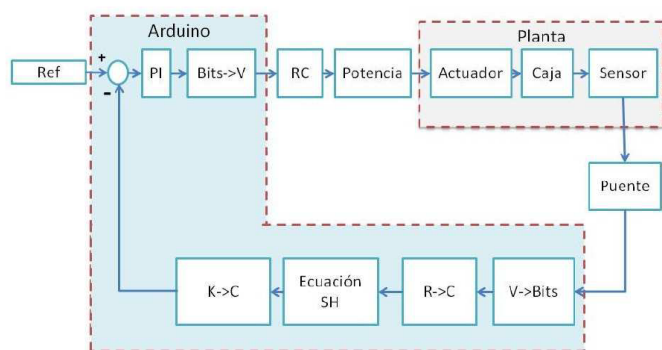 Arduino
Planta
+
Ref
PI
Bits->V
RC
Potencia
Actuador
Caja
Sensor
-
Puente
K->C
Ecuación
SH
R->C
V->Bits